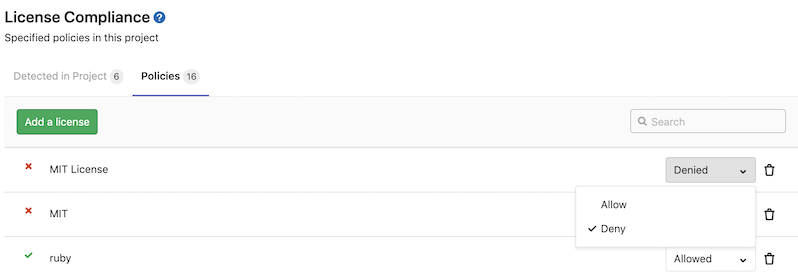 License Compliance ?
Specified policies in this project
Detected in Project 6 Policies 16
Add a license Search
MIT License Denied
Allow
MIT
Deny
ruby Allowed